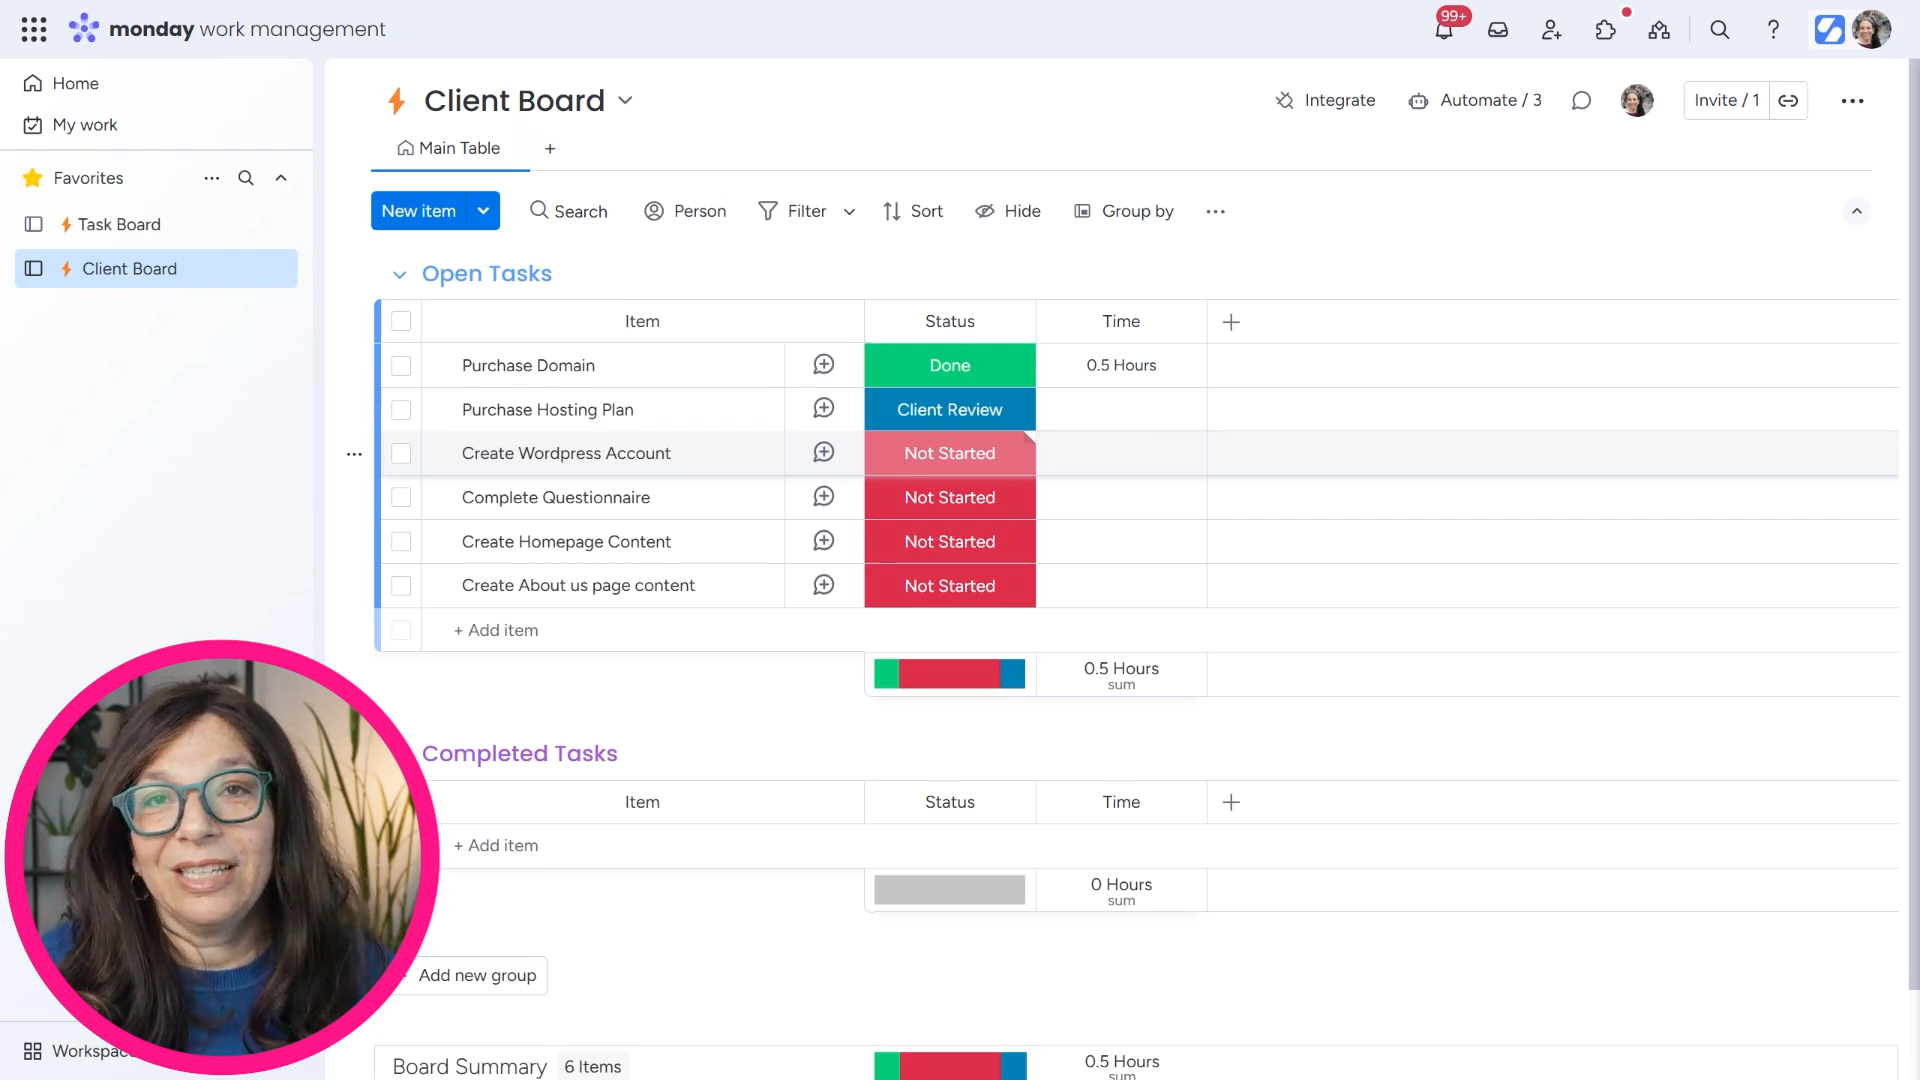 monday work management
99+
Home
My work
Favorites
Task Board
Client Board
Client Board
Integrate
Automate / 3
Invite / 1
Main Table
+
New item
Search
Person
Filter
Sort
Hide
Group by
Open Tasks
Item Status Time
Purchase Domain Done 0.5 Hours
Purchase Hosting Plan Client Review
Create Wordpress Account Not Started
Complete Questionnaire Not Started
Create Homepage Content Not Started
Create About us page content Not Started
+ Add item
0.5 Hours
sum
Completed Tasks
Item Status Time
+ Add item
0 Hours
sum
Add new group
Board Summary 6 Items 0.5 Hours
sum